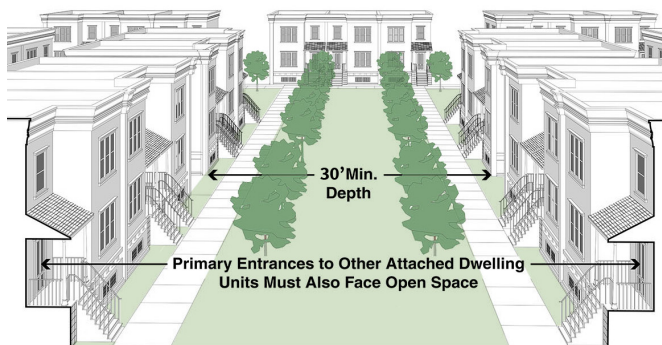 30'Min.
Depth
Primary Entrances to Other Attached Dwelling
Units Must Also Face Open Space